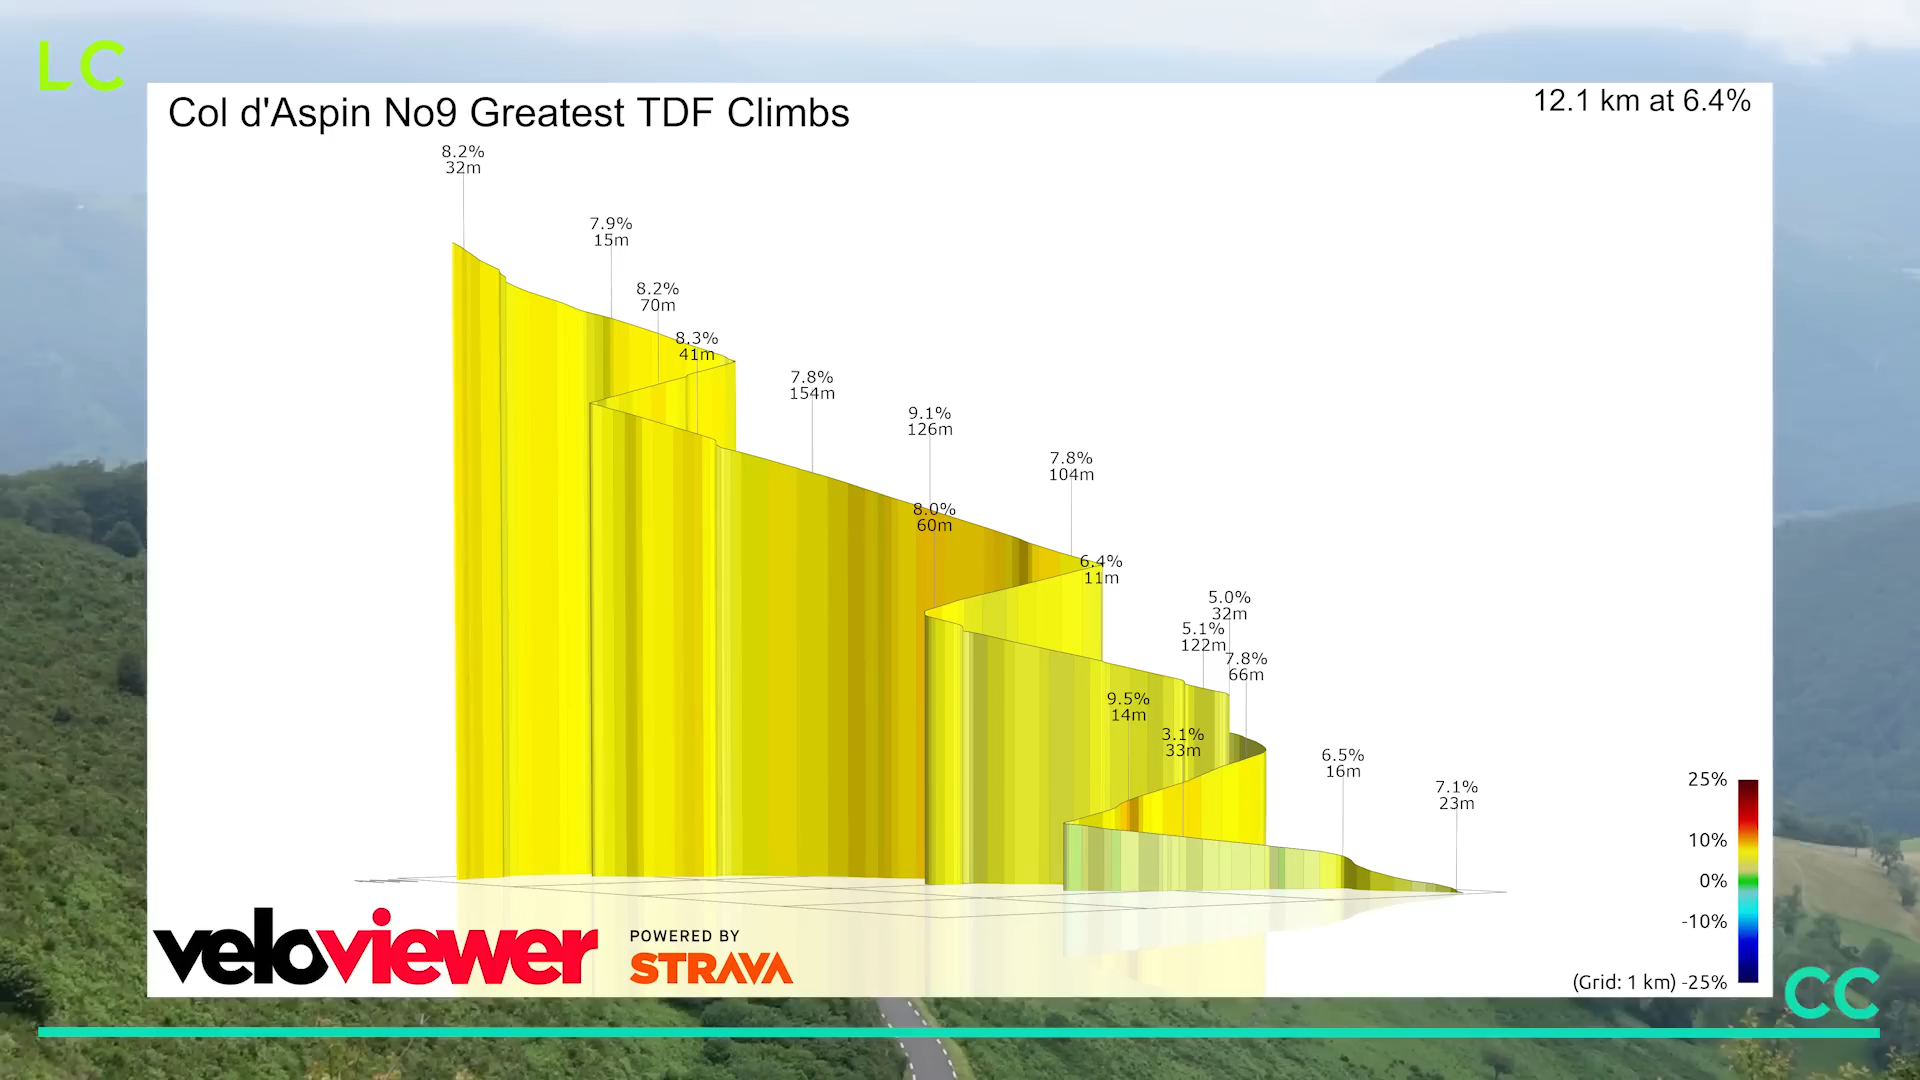 LC
Col d'Aspin No9 Greatest TDF Climbs
12.1 km at 6.4%
8.2%
32m
7.9%
15m
8.2%
70m
8.3%
41m
7.8%
154m
9.1%
126m
7.8%
104m
8.0%
60m
6.4%
11m
5.0%
32m
5.1%
122m
7.8%
66m
9.5%
14m
3.1%
33m
6.5%
16m
7.1%
23m
25%
10%
0%
-10%
(Grid: 1 km) -25%
veloviewer
POWERED BY
STRAVA
CC